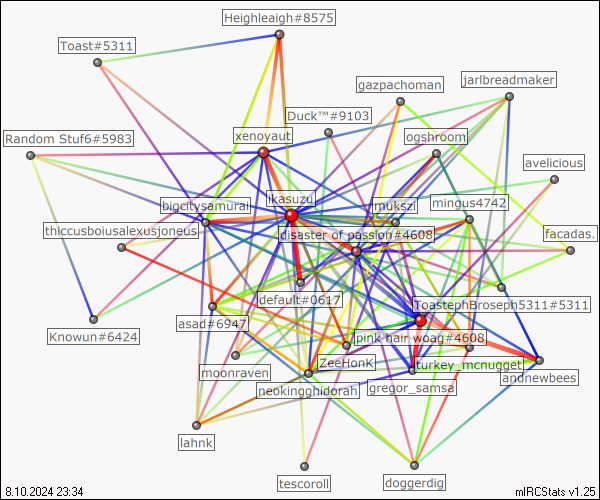 Heighleaigh#8575
Toast#5311
gazpachoman
jarlbreadmaker
Duck™#9103
Random Stuf6#5983
xenoyaut
ogshroom
avelicious
bigcitysamurai
ikasuzu
mukszi
mingus4742
thiccusboiusalexusjoneus
disaster of passion#4608
facadas.
default#0617
ToastephBroseph5311#5311
asad#6947
Knowun#6424
pink hair woag#4608
moonraven
ZeeHonK
turkey_mcnugget
andnewbees
neokingghidorah
gregor_samsa
lahnk
tescoroll
doggerdig
8.10.2024 23:34
mIRCStats v1.25